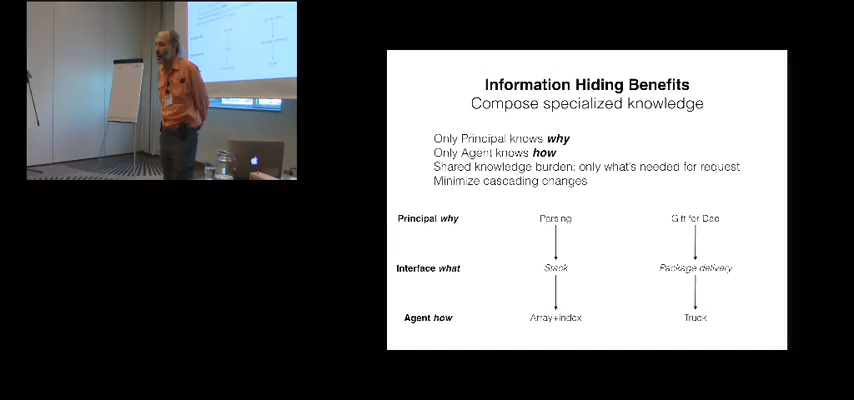 Information Hiding Benefits
Compose specialized knowledge
Only Principal knows why
Only Agent knows how
Shared knowledge burden: only what's needed for request
Minimize cascading changes
Principal why Parsing Gift for Dad
Interface what Stack Package delivery
Agent how Array+Index Truck